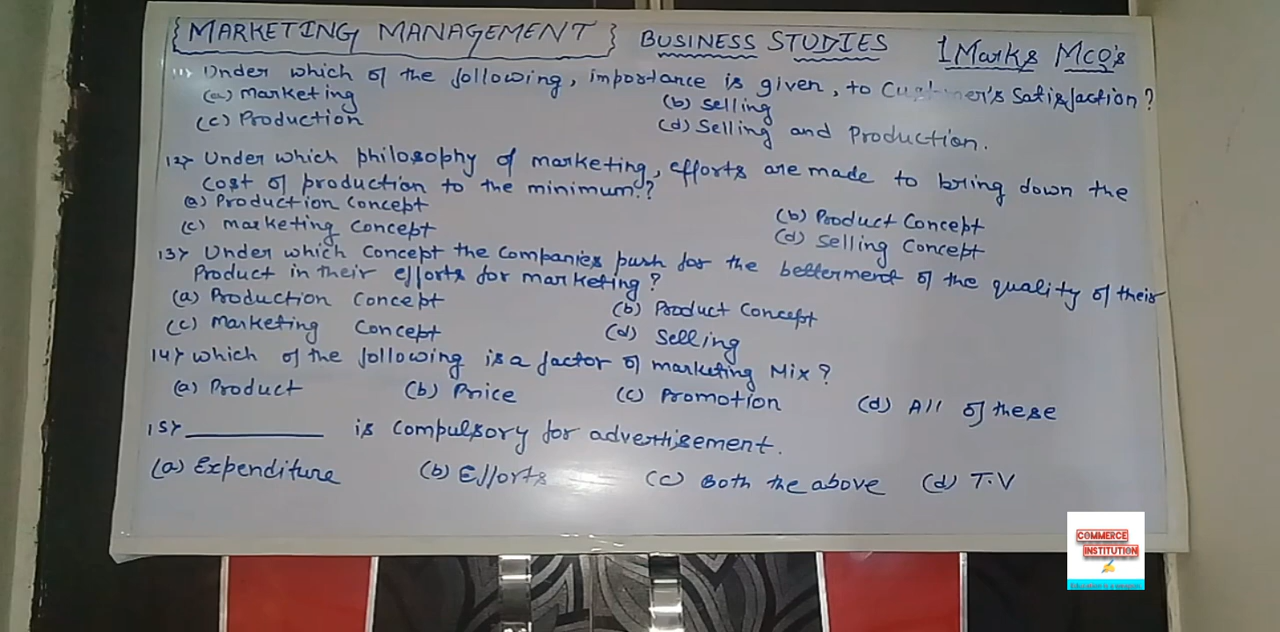 {MARKETING MANAGEMENT} BUSINESS STUDIES 1 Marks MCQ's
11) Under which of the following, importance is given, to Customer's Satisfaction?
(a) Marketing (b) Selling
(c) Production (d) Selling and Production.
12) Under which philosophy of marketing, efforts are made to bring down the
cost of production to the minimum.?
(a) Production Concept (b) Product Concept
(c) Marketing Concept (d) Selling Concept
13) Under which Concept the Companies push for the betterment of the quality of their
Product in their efforts for marketing?
(a) Production Concept (b) Product Concept
(c) Marketing Concept (d) Selling
14) Which of the following is a factor of marketing Mix?
(a) Product (b) Price (c) Promotion (d) All of these
15) __________ is Compulsory for advertisement.
(a) Expenditure (b) Efforts (c) Both the above (d) T.V
COMMERCE
INSTITUTION